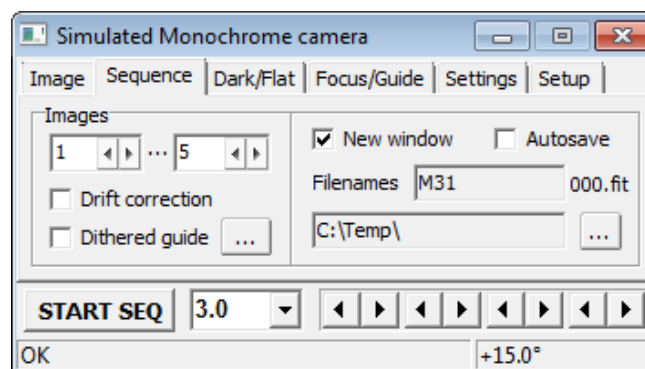 Simulated Monochrome camera
Image Sequence Dark/Flat Focus/Guide Settings Setup
Images
1 ... 5
Drift correction
Dithered guide ...
New window Autosave
Filenames M31 000.fit
C:\Temp\ ...
START SEQ 3.0
OK +15.0°